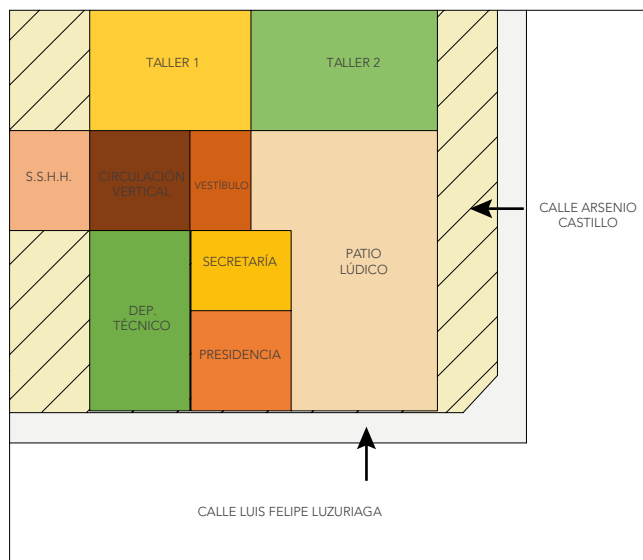 TALLER 1
TALLER 2
S.S.H.H.
CIRCULACIÓN
VERTICAL
VESTÍBULO
CALLE ARSENIO
CASTILLO
SECRETARÍA
PATIO
LÚDICO
DEP.
TÉCNICO
PRESIDENCIA
CALLE LUIS FELIPE LUZURIAGA